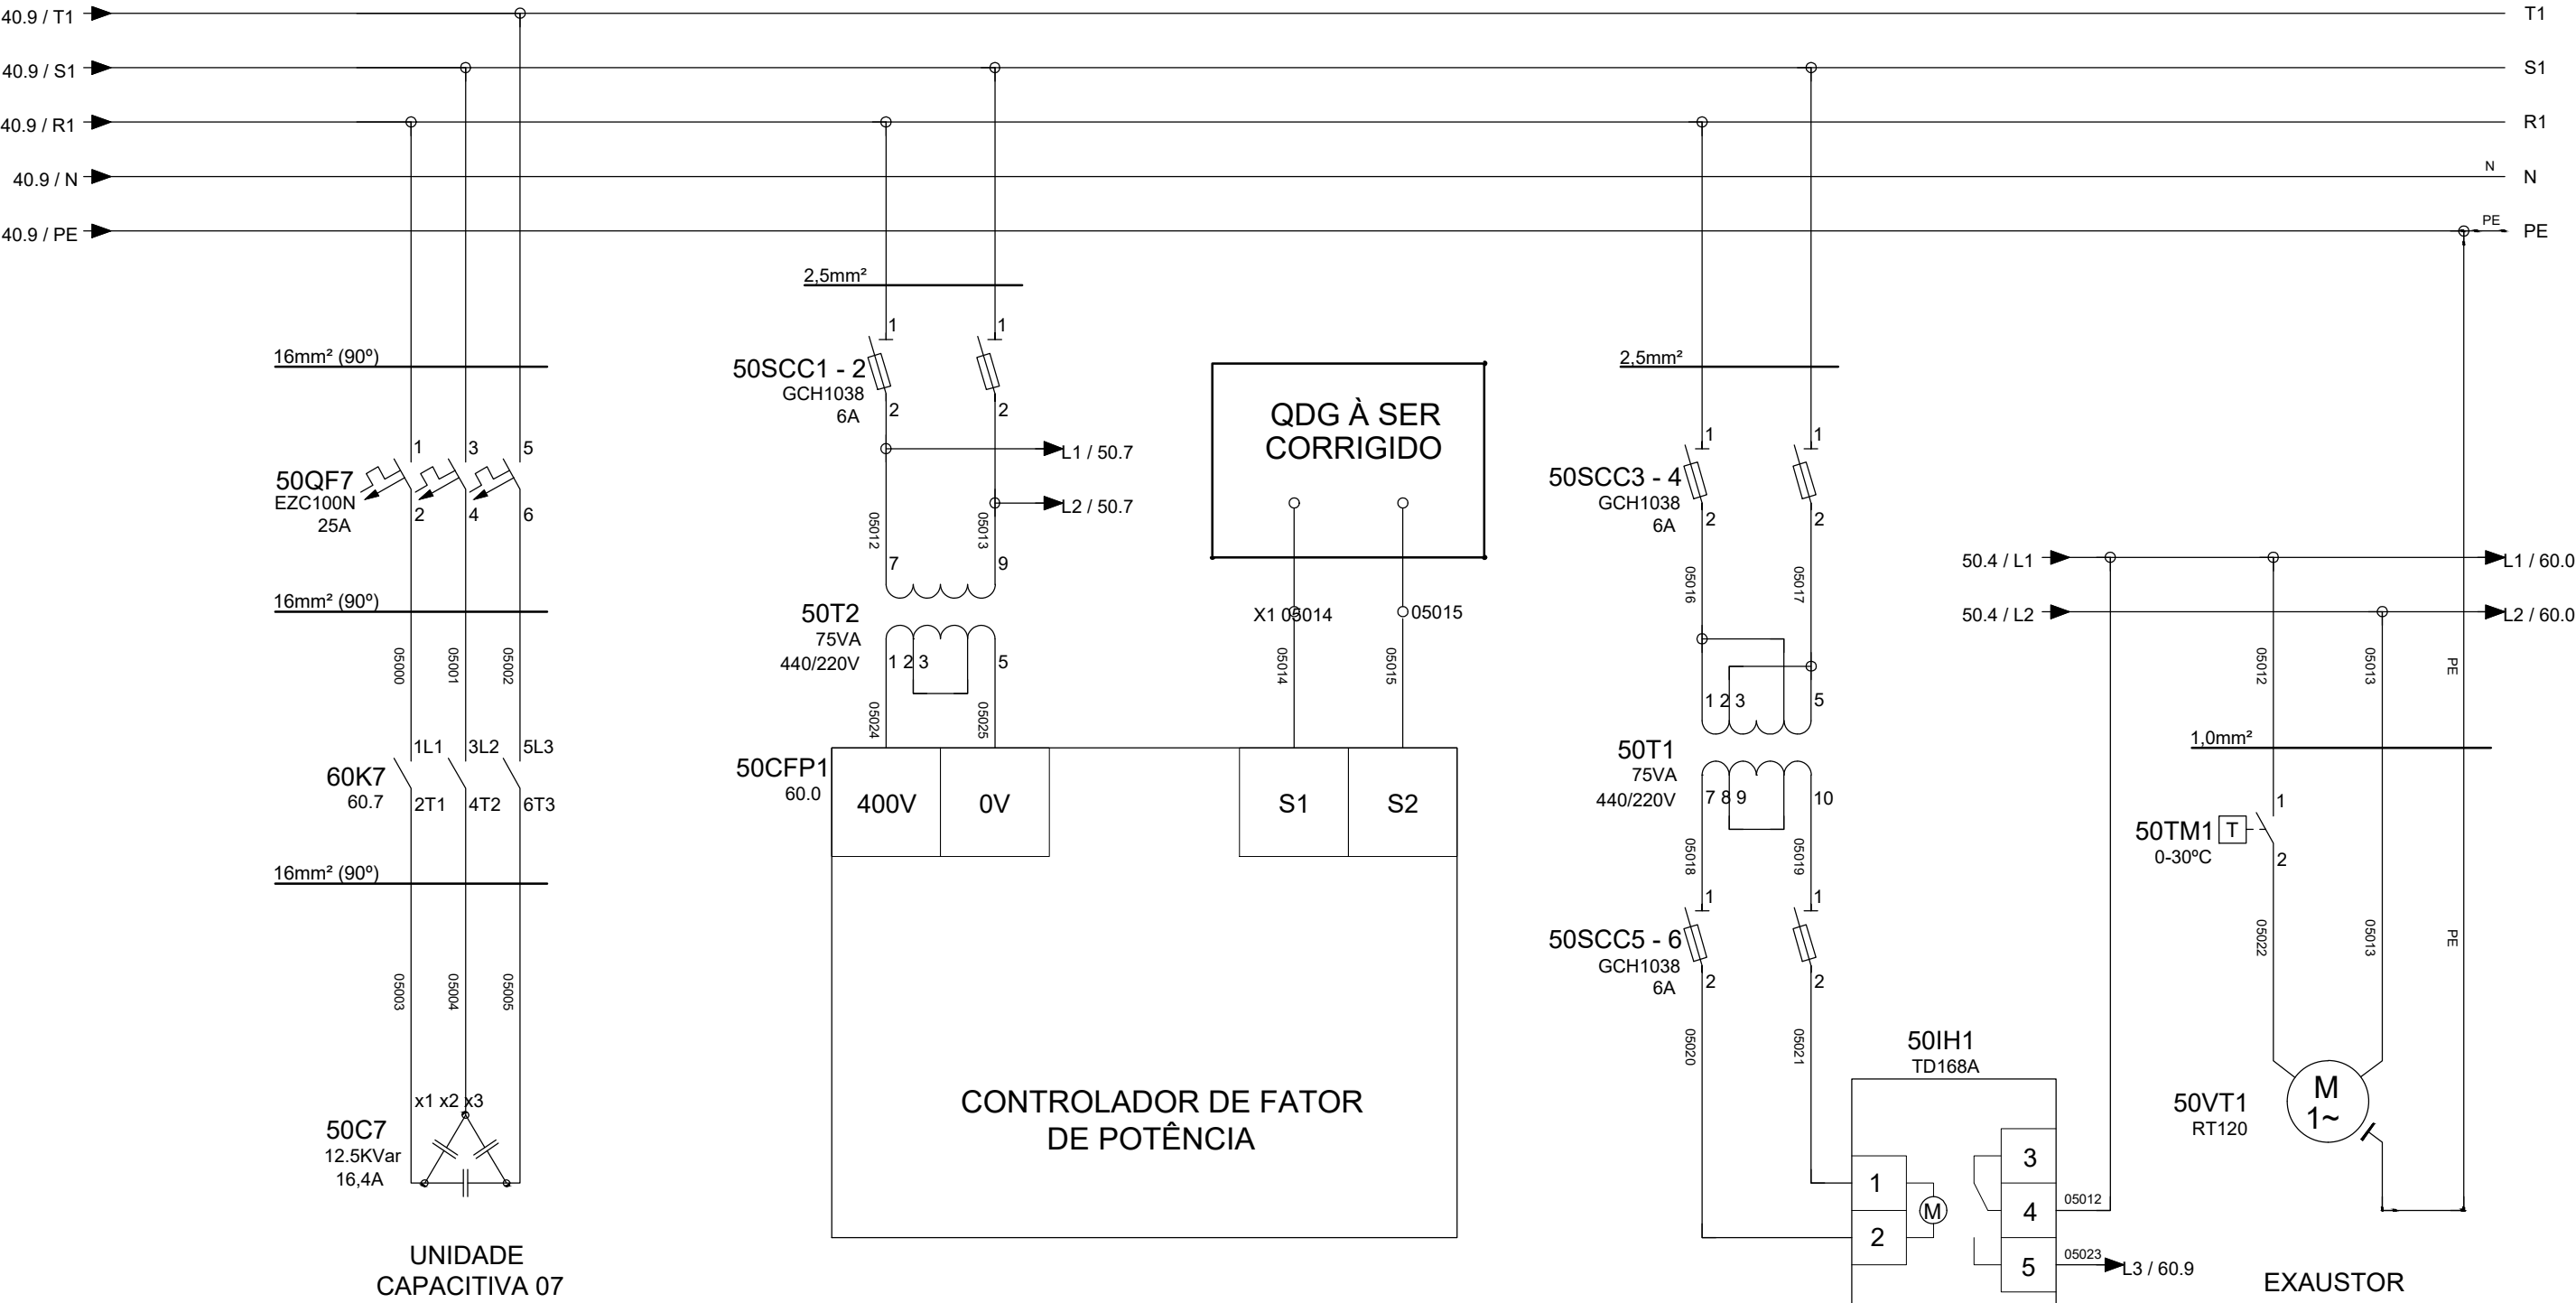 40.9 / T1
T1
40.9 / S1
S1
40.9 / R1
R1
40.9 / N
N
N
40.9 / PE
PE
PE
16mm² (90º)
1
3
5
50QF7
EZC100N
25A
2
4
6
16mm² (90º)
05000
05001
05002
1L1
3L2
5L3
60K7
60.7
2T1
4T2
6T3
16mm² (90º)
05003
05004
05005
x1 x2 x3
50C7
12.5KVar
16,4A
UNIDADE
CAPACITIVA 07
2,5mm²
1
1
50SCC1 - 2
GCH1038
6A
2
2
L1 / 50.7
L2 / 50.7
05012
05013
7
9
50T2
75VA
440/220V
1 2 3
5
05024
05025
50CFP1
60.0
400V
0V
S1
S2
CONTROLADOR DE FATOR
DE POTÊNCIA
QDG À SER
CORRIGIDO
X1 05014
05015
05014
05015
2,5mm²
1
1
50SCC3 - 4
GCH1038
6A
2
2
05016
05017
1 2 3
5
50T1
75VA
440/220V
7 8 9
10
05018
05019
1
1
50SCC5 - 6
GCH1038
6A
2
2
05020
05021
50IH1
TD168A
1
2
M
3
4
5
05012
05023
L3 / 60.9
50.4 / L1
L1 / 60.0
50.4 / L2
L2 / 60.0
05012
05013
PE
1,0mm²
1
50TM1
T
0-30ºC
2
05022
05013
PE
50VT1
RT120
M
1~
EXAUSTOR